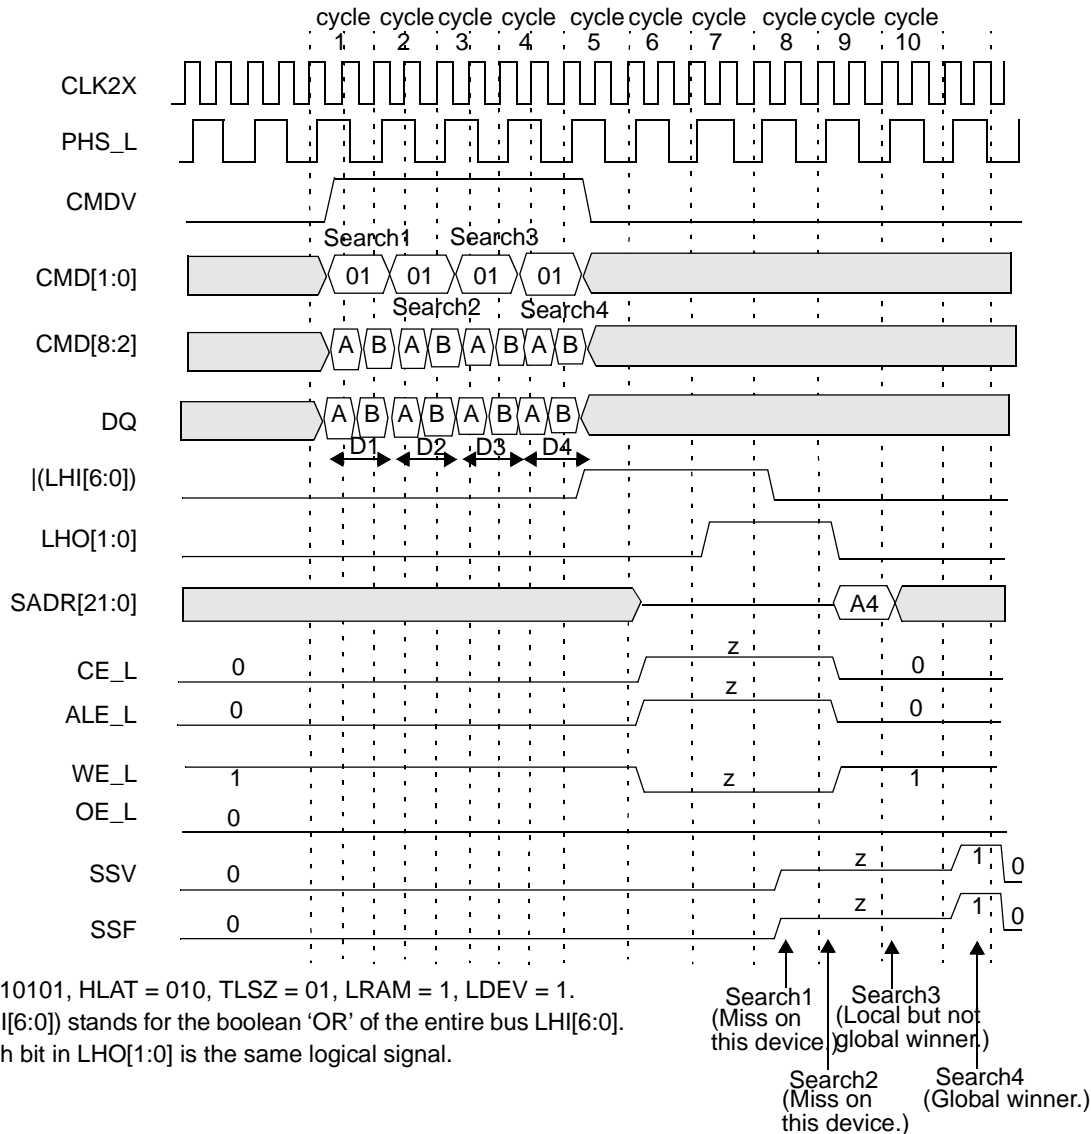 cycle cycle cycle cycle cycle cycle cycle cycle cycle cycle
1 2 3 4 5 6 7 8 9 10
CLK2X
PHS_L
CMDV
Search1 Search3
CMD[1:0] 01 01 01 01
Search2 Search4
CMD[8:2] A B A B A B A B
DQ A B A B A B A B
D1 D2 D3 D4
|(LHI[6:0])
LHO[1:0]
SADR[21:0] A4
CE_L 0 z 0
ALE_L 0 z 0
WE_L 1 z 1
OE_L 0
SSV 0 z 1 0
SSF 0 z 1 0
10101, HLAT = 010, TLSZ = 01, LRAM = 1, LDEV = 1.
I[6:0]) stands for the boolean ‘OR’ of the entire bus LHI[6:0].
h bit in LHO[1:0] is the same logical signal.
Search1
(Miss on
this device.)
Search3
(Local but not
global winner.)
Search2
(Miss on
this device.)
Search4
(Global winner.)